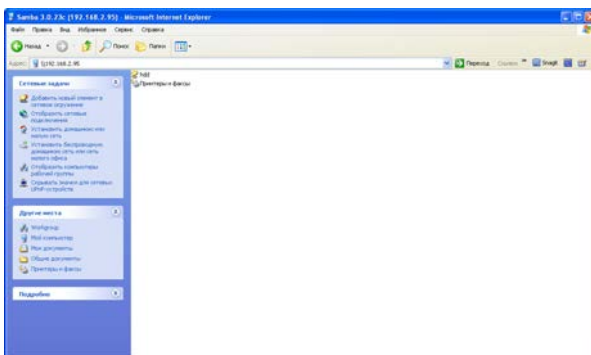 Samba 3.0.23c (192.168.2.95) - Microsoft Internet Explorer
Файл Правка Вид Избранное Сервис Справка
Назад Поиск Папки
Адрес: \\192.168.2.95 Переход Ссылки » SnagIt
Сетевые задачи
Добавить новый элемент в
сетевое окружение
Отобразить сетевые
подключения
Установить домашнюю или
малую сеть
Установить беспроводную
домашнюю сеть или сеть
малого офиса
Отобразить компьютеры
рабочей группы
Скрывать значки для сетевых
UPnP-устройств
Другие места
Workgroup
Мой компьютер
Мои документы
Общие документы
Принтеры и факсы
Подробно
hdd
Принтеры и факсы